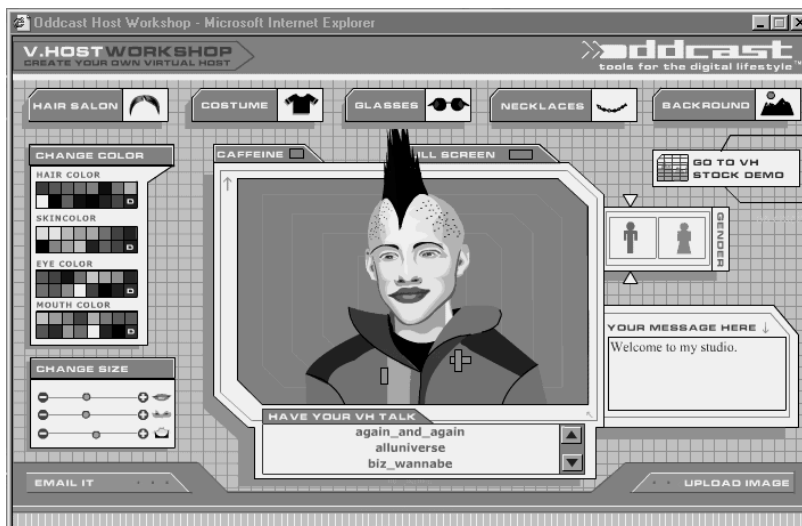 Oddcast Host Workshop - Microsoft Internet Explorer
V.HOST WORKSHOP
CREATE YOUR OWN VIRTUAL HOST
oddcast
tools for the digital lifestyle™
HAIR SALON
COSTUME
GLASSES
NECKLACES
BACKROUND
CHANGE COLOR
HAIR COLOR
D
SKINCOLOR
D
EYE COLOR
D
MOUTH COLOR
D
CAFFEINE
ILL SCREEN
GO TO VH
STOCK DEMO
GENDER
YOUR MESSAGE HERE ↓
Welcome to my studio.
CHANGE SIZE
HAVE YOUR VH TALK
again_and_again
alluniverse
biz_wannabe
EMAIL IT
UPLOAD IMAGE